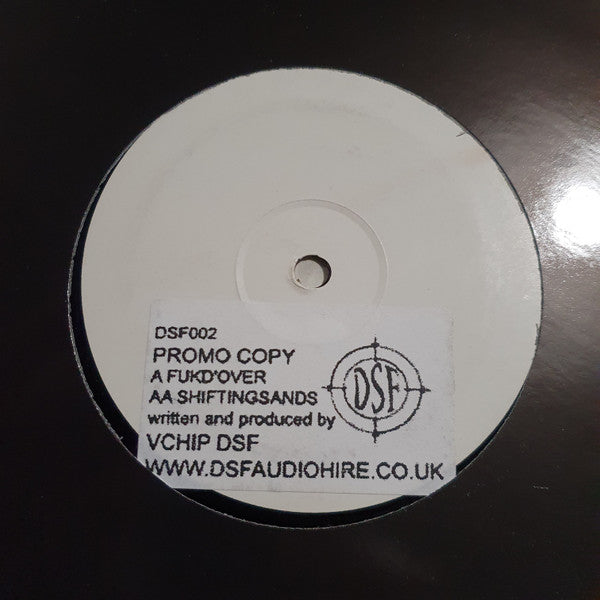 DSF002
PROMO COPY
A FUKD'OVER
AA SHIFTINGSANDS
written and produced by
VCHIP DSF
WWW.DSFAUDIOHIRE.CO.UK
DSF